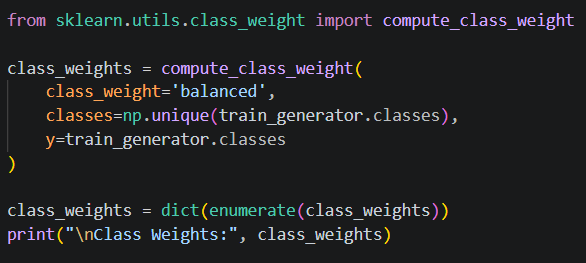 from sklearn.utils.class_weight import compute_class_weight
class_weights = compute_class_weight(
    class_weight='balanced',
    classes=np.unique(train_generator.classes),
    y=train_generator.classes
)
class_weights = dict(enumerate(class_weights))
print("\nClass Weights:", class_weights)